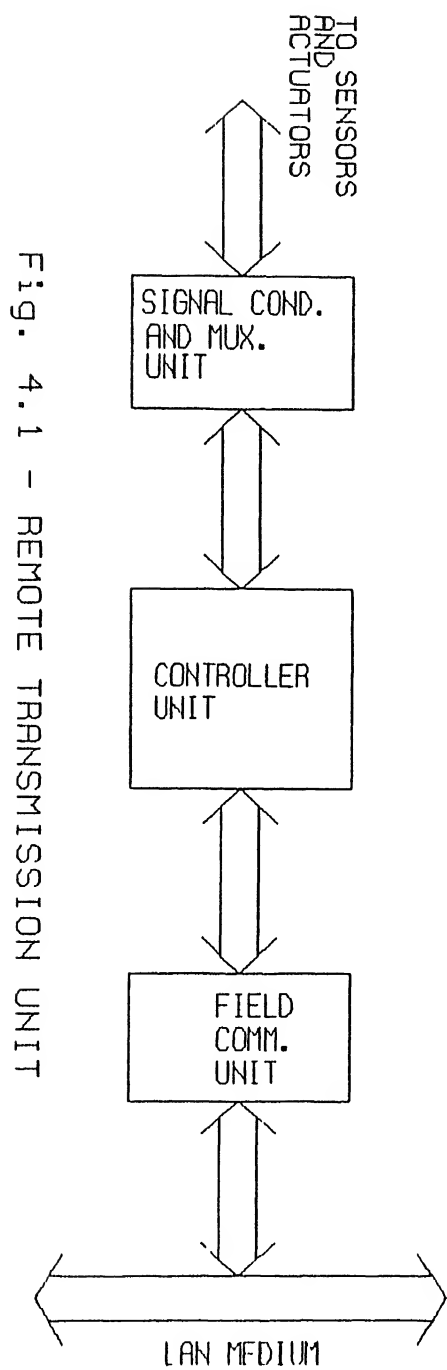 TO SENSORS
AND
ACTUATORS
SIGNAL COND.
AND MUX.
UNIT
CONTROLLER
UNIT
FIELD
COMM.
UNIT
LAN MEDIUM
Fig. 4.1 - REMOTE TRANSMISSION UNIT